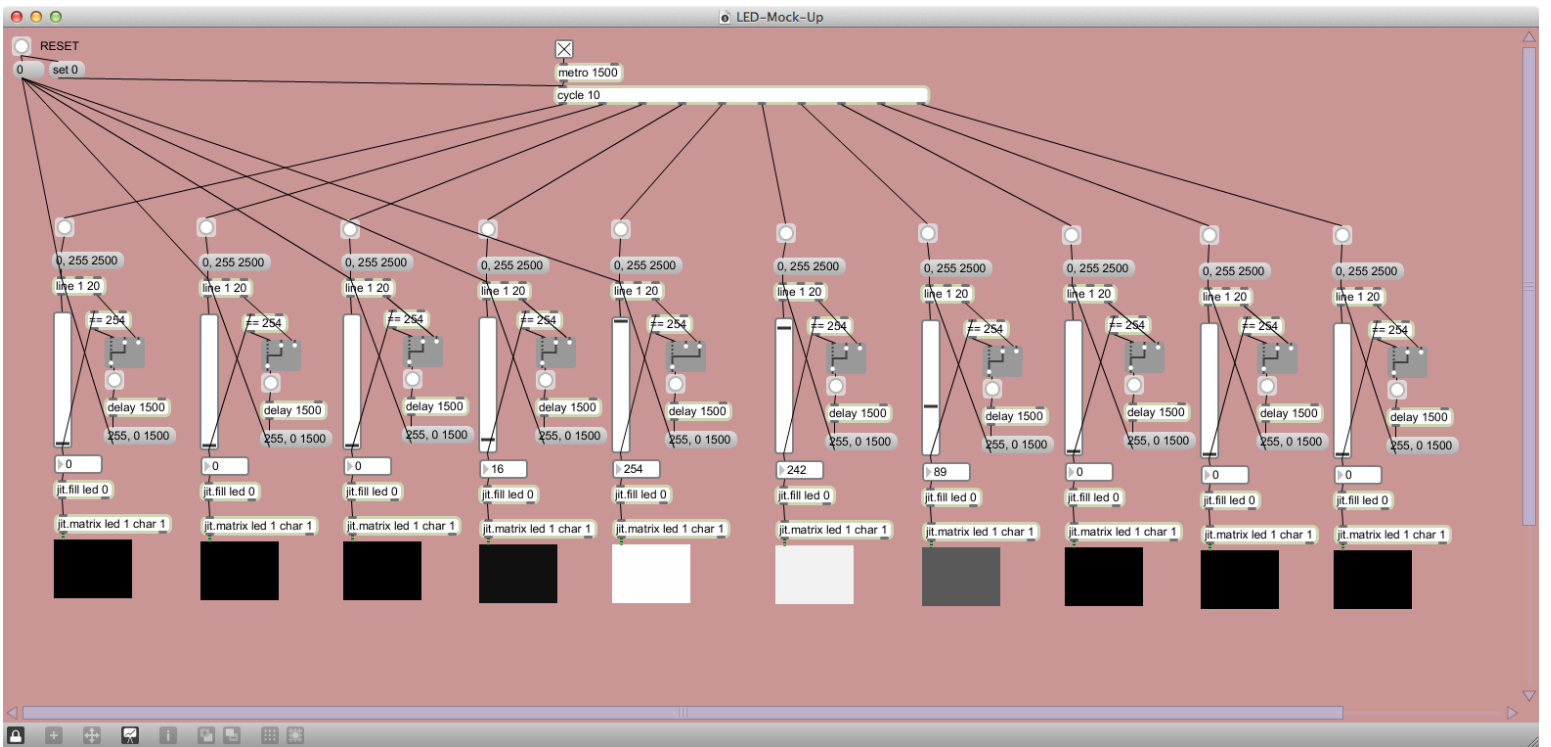 LED-Mock-Up
RESET
0 set 0
metro 1500
cycle 10
0, 255 2500 0, 255 2500 0, 255 2500 0, 255 2500 0, 255 2500 0, 255 2500 0, 255 2500 0, 255 2500 0, 255 2500 0, 255 2500
line 1 20 line 1 20 line 1 20 line 1 20 line 1 20 line 1 20 line 1 20 line 1 20 line 1 20 line 1 20
== 254 == 254 == 254 == 254 == 254 == 254 == 254 == 254 == 254 == 254
delay 1500 delay 1500 delay 1500 delay 1500 delay 1500 delay 1500 delay 1500 delay 1500 delay 1500 delay 1500
255, 0 1500 255, 0 1500 255, 0 1500 255, 0 1500 255, 0 1500 255, 0 1500 255, 0 1500 255, 0 1500 255, 0 1500 255, 0 1500
0 0 0 16 254 242 89 0 0 0
jit.fill led 0 jit.fill led 0 jit.fill led 0 jit.fill led 0 jit.fill led 0 jit.fill led 0 jit.fill led 0 jit.fill led 0 jit.fill led 0 jit.fill led 0
jit.matrix led 1 char 1 jit.matrix led 1 char 1 jit.matrix led 1 char 1 jit.matrix led 1 char 1 jit.matrix led 1 char 1 jit.matrix led 1 char 1 jit.matrix led 1 char 1 jit.matrix led 1 char 1 jit.matrix led 1 char 1 jit.matrix led 1 char 1